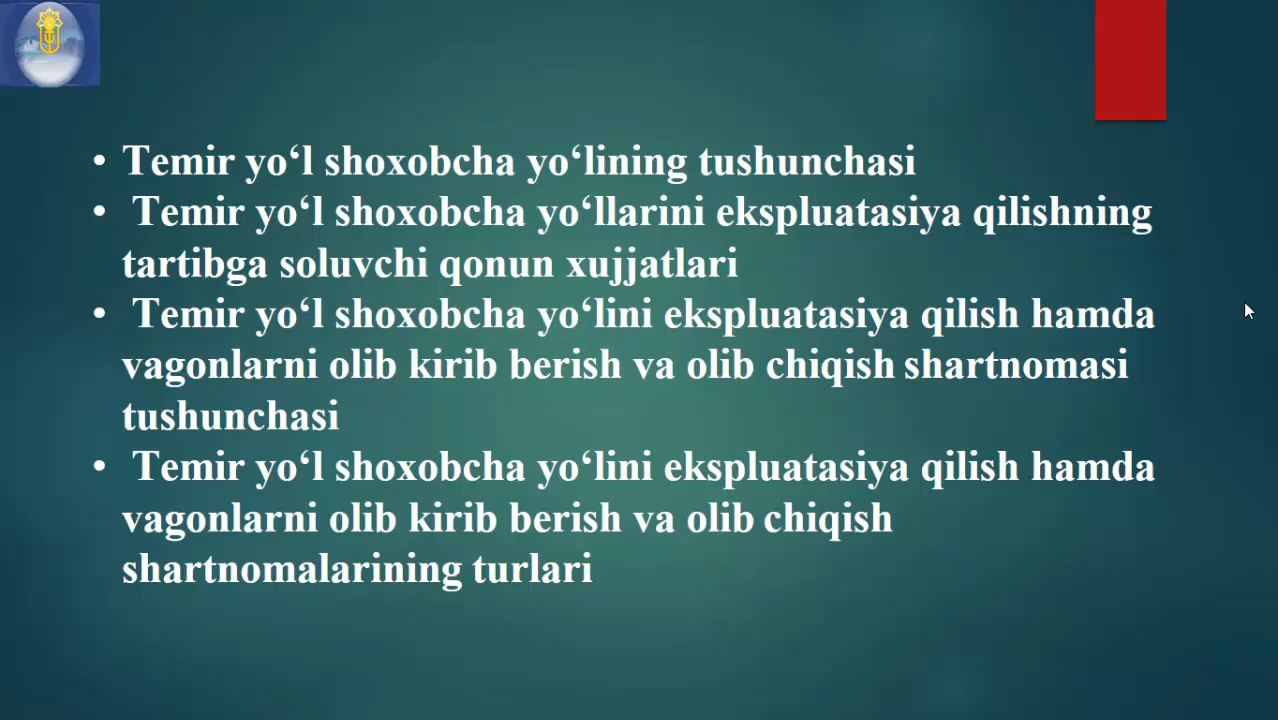 • Temir yo‘l shoxobcha yo‘lining tushunchasi
• Temir yo‘l shoxobcha yo‘llarini ekspluatasiya qilishning
tartibga soluvchi qonun xujjatlari
• Temir yo‘l shoxobcha yo‘lini ekspluatasiya qilish hamda
vagonlarni olib kirib berish va olib chiqish shartnomasi
tushunchasi
• Temir yo‘l shoxobcha yo‘lini ekspluatasiya qilish hamda
vagonlarni olib kirib berish va olib chiqish
shartnomalarining turlari